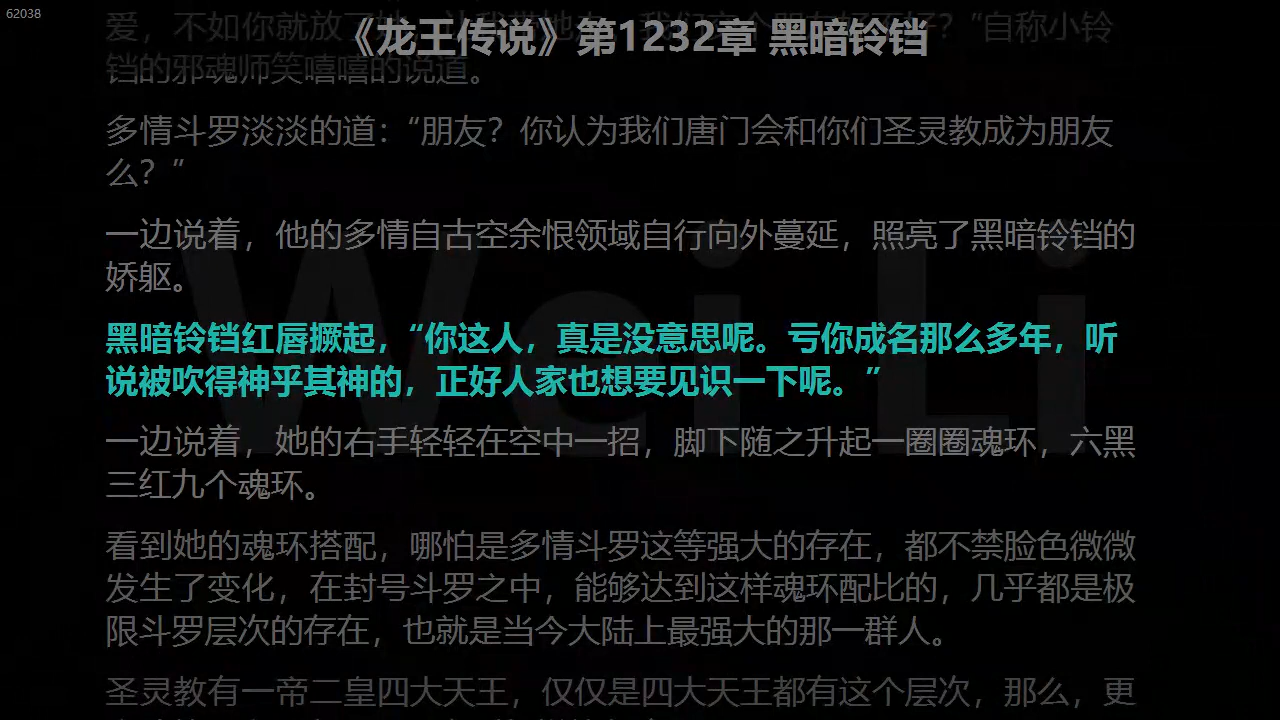 62038
《龙王传说》第1232章 黑暗铃铛
爱，不如你就放了
？”自称小铃
铛的邪魂师笑嘻嘻的说道。
多情斗罗淡淡的道：“朋友？你认为我们唐门会和你们圣灵教成为朋友
么？”
一边说着，他的多情自古空余恨领域自行向外蔓延，照亮了黑暗铃铛的
娇躯。
黑暗铃铛红唇撅起，“你这人，真是没意思呢。亏你成名那么多年，听
说被吹得神乎其神的，正好人家也想要见识一下呢。”
一边说着，她的右手轻轻在空中一招，脚下随之升起一圈圈魂环，六黑
三红九个魂环。
看到她的魂环搭配，哪怕是多情斗罗这等强大的存在，都不禁脸色微微
发生了变化，在封号斗罗之中，能够达到这样魂环配比的，几乎都是极
限斗罗层次的存在，也就是当今大陆上最强大的那一群人。
圣灵教有一帝二皇四大天王，仅仅是四大天王都有这个层次，那么，更
Wei Li